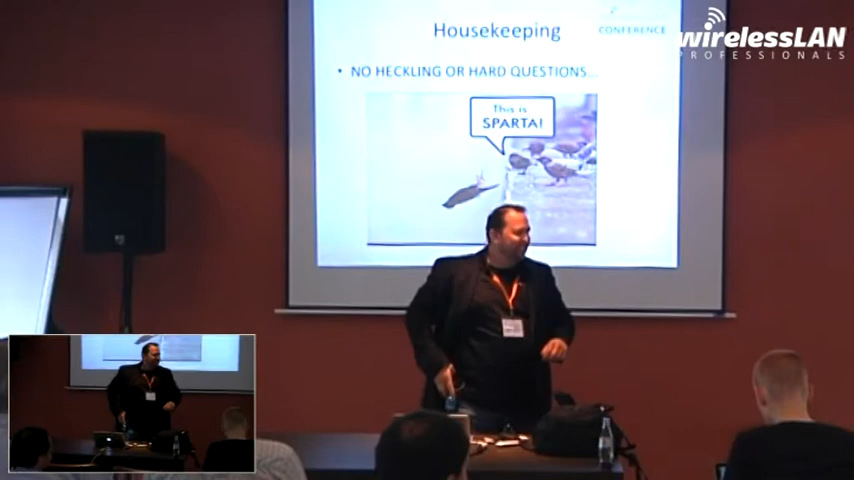 Housekeeping
CONFERENCE
wirelessLAN
PROFESSIONALS
• NO HECKLING OR HARD QUESTIONS...
This is
SPARTA!